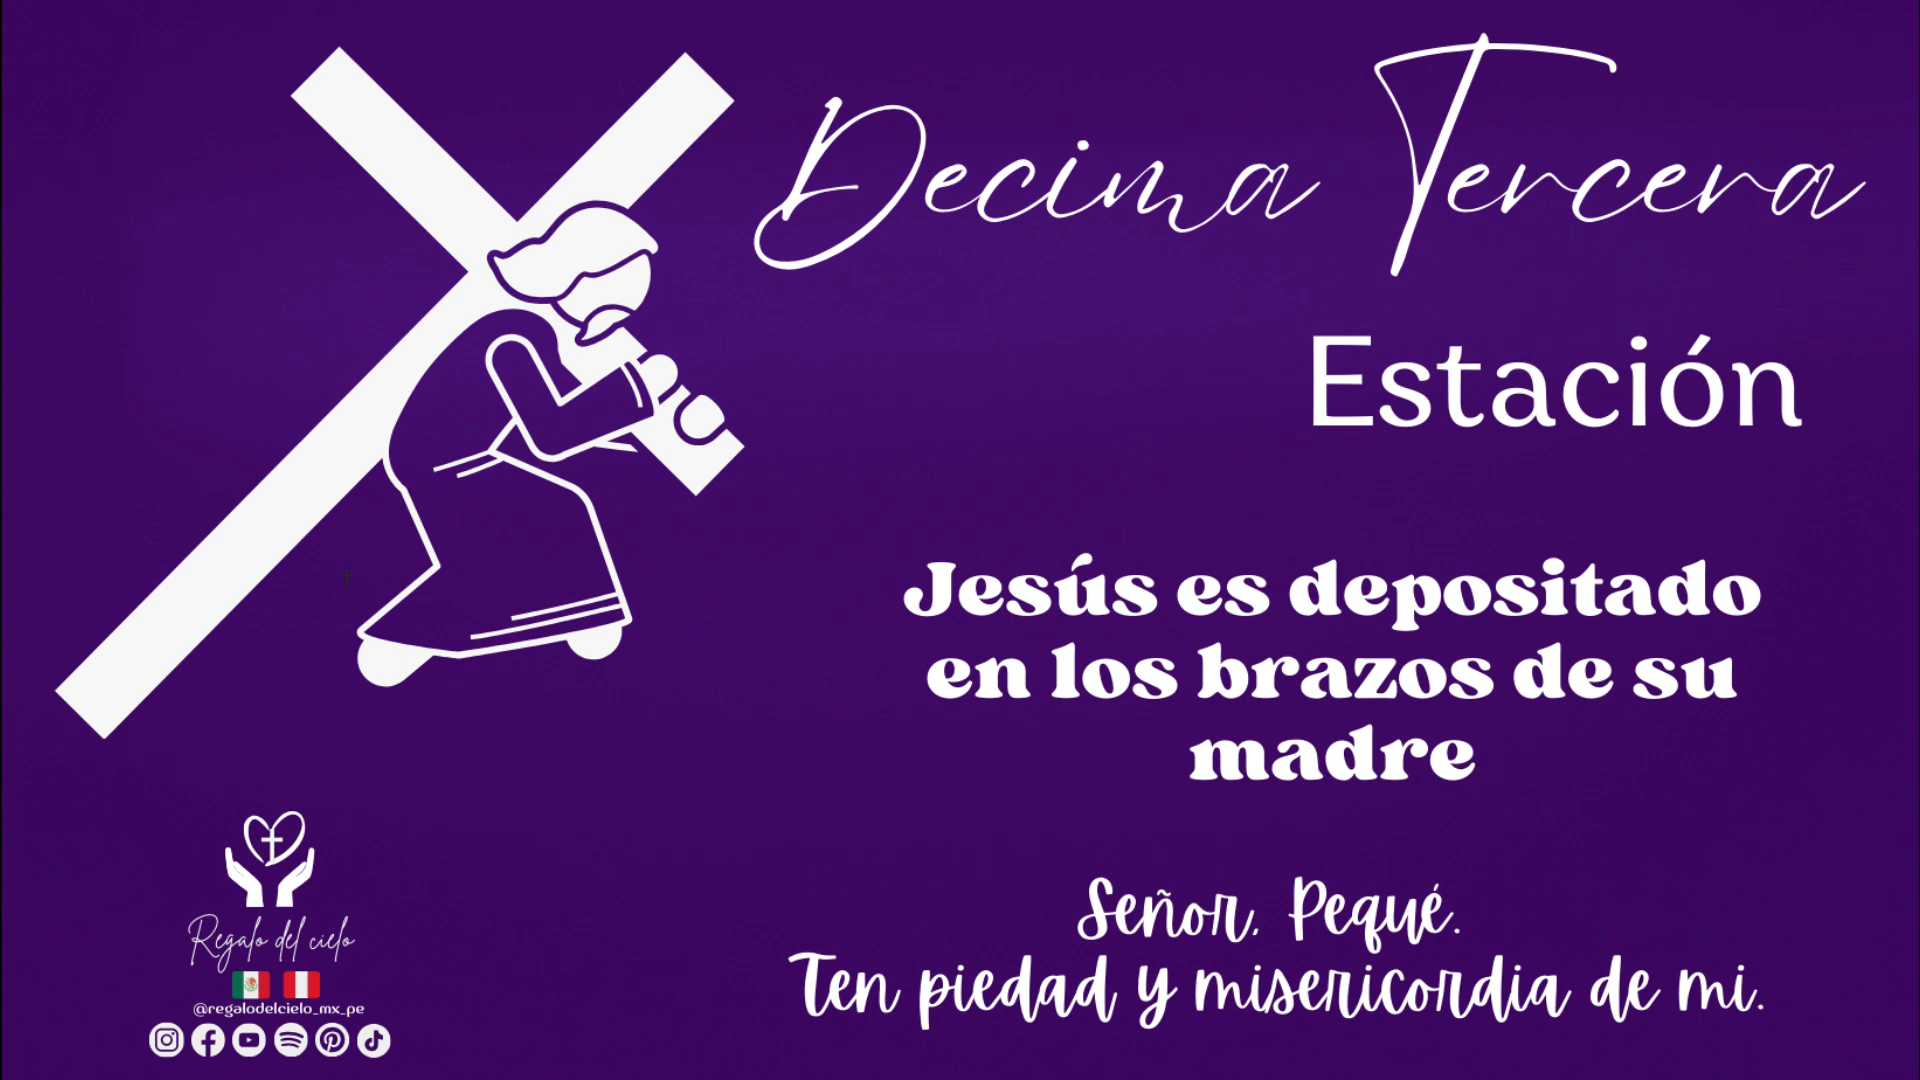 Decima Tercera
Estación
Jesús es depositado
en los brazos de su
madre
Señor, Pequé.
Ten piedad y misericordia de mi.
Regalo del cielo
@regalodelcielo_mx_pe